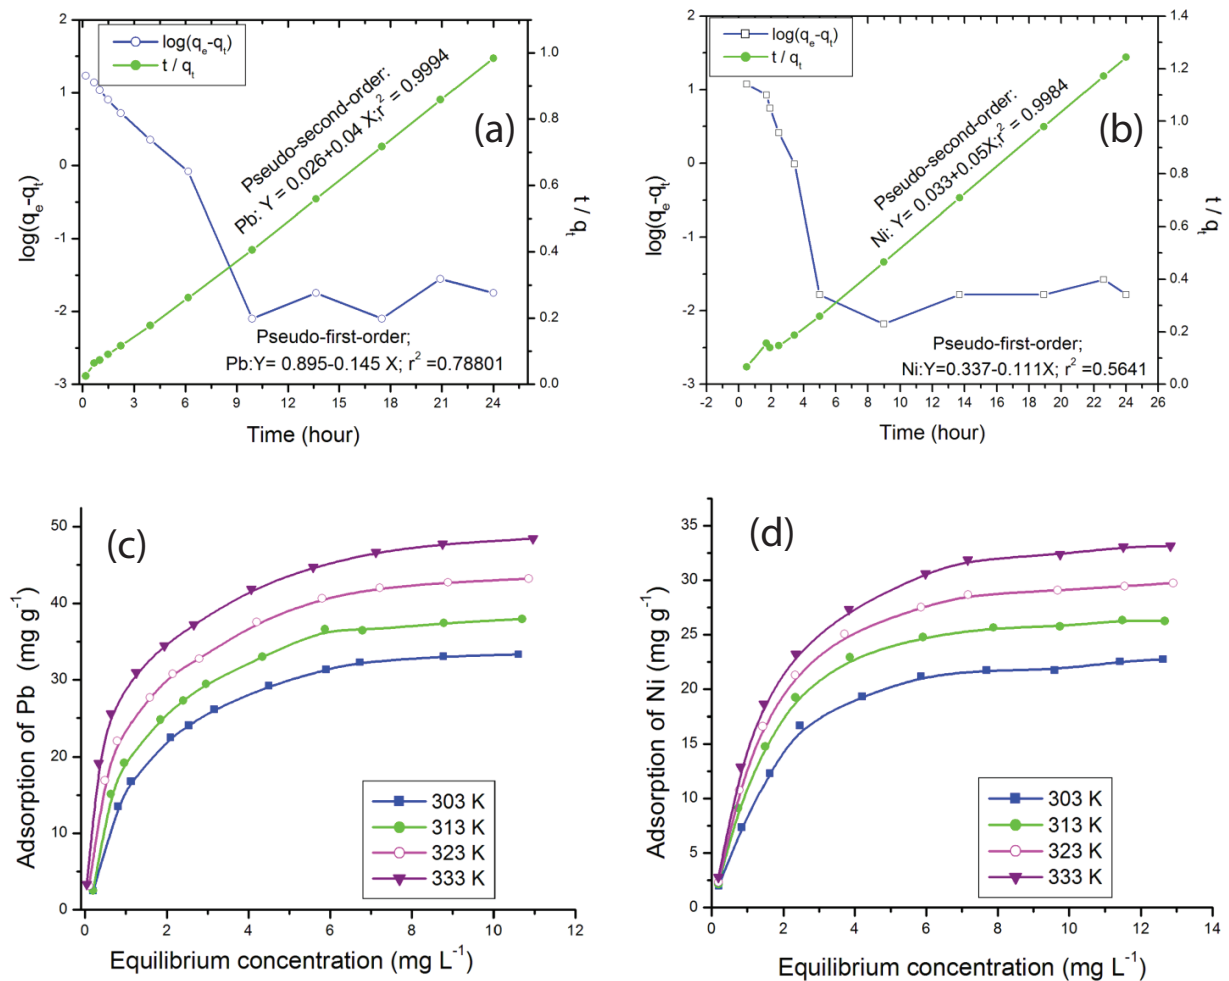 2
1
0
-1
-2
-3
log(qe-qt)
log(qe-qt)
t / qt
(a)
Pseudo-second-order:
Pb: Y = 0.026+0.04 X;r2 = 0.9994
Pseudo-first-order;
Pb:Y= 0.895-0.145 X; r2 =0.78801
1.0
0.8
0.6
0.4
0.2
0.0
t / qt
0 3 6 9 12 15 18 21 24
Time (hour)
2
1
0
-1
-2
-3
log(qe-qt)
log(qe-qt)
t / qt
(b)
Pseudo-second-order:
Ni: Y= 0.033+0.05X;r2 = 0.9984
Pseudo-first-order;
Ni:Y=0.337-0.111X; r2 =0.5641
1.4
1.2
1.0
0.8
0.6
0.4
0.2
0.0
t / qt
-2 0 2 4 6 8 10 12 14 16 18 20 22 24 26
Time (hour)
50
40
30
20
10
0
Adsorption of Pb (mg g-1)
(c)
303 K
313 K
323 K
333 K
0 2 4 6 8 10 12
Equilibrium concentration (mg L-1)
35
30
25
20
15
10
5
0
Adsorption of Ni (mg g-1)
(d)
303 K
313 K
323 K
333 K
0 2 4 6 8 10 12 14
Equilibrium concentration (mg L-1)